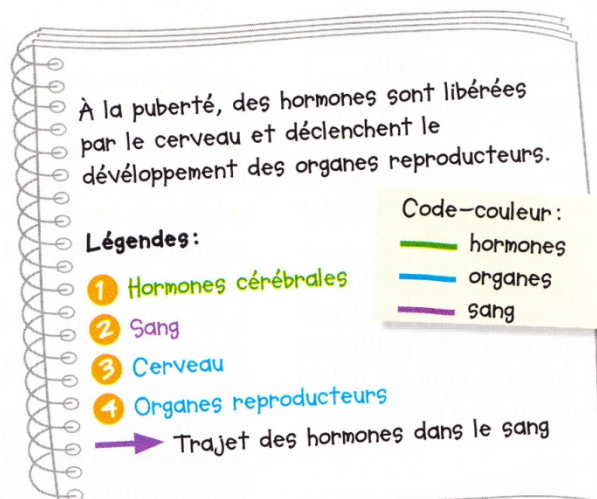 À la puberté, des hormones sont libérées
par le cerveau et déclenchent le
développement des organes reproducteurs.
Code-couleur:
hormones
organes
sang
Légendes:
1 Hormones cérébrales
2 Sang
3 Cerveau
4 Organes reproducteurs
Trajet des hormones dans le sang